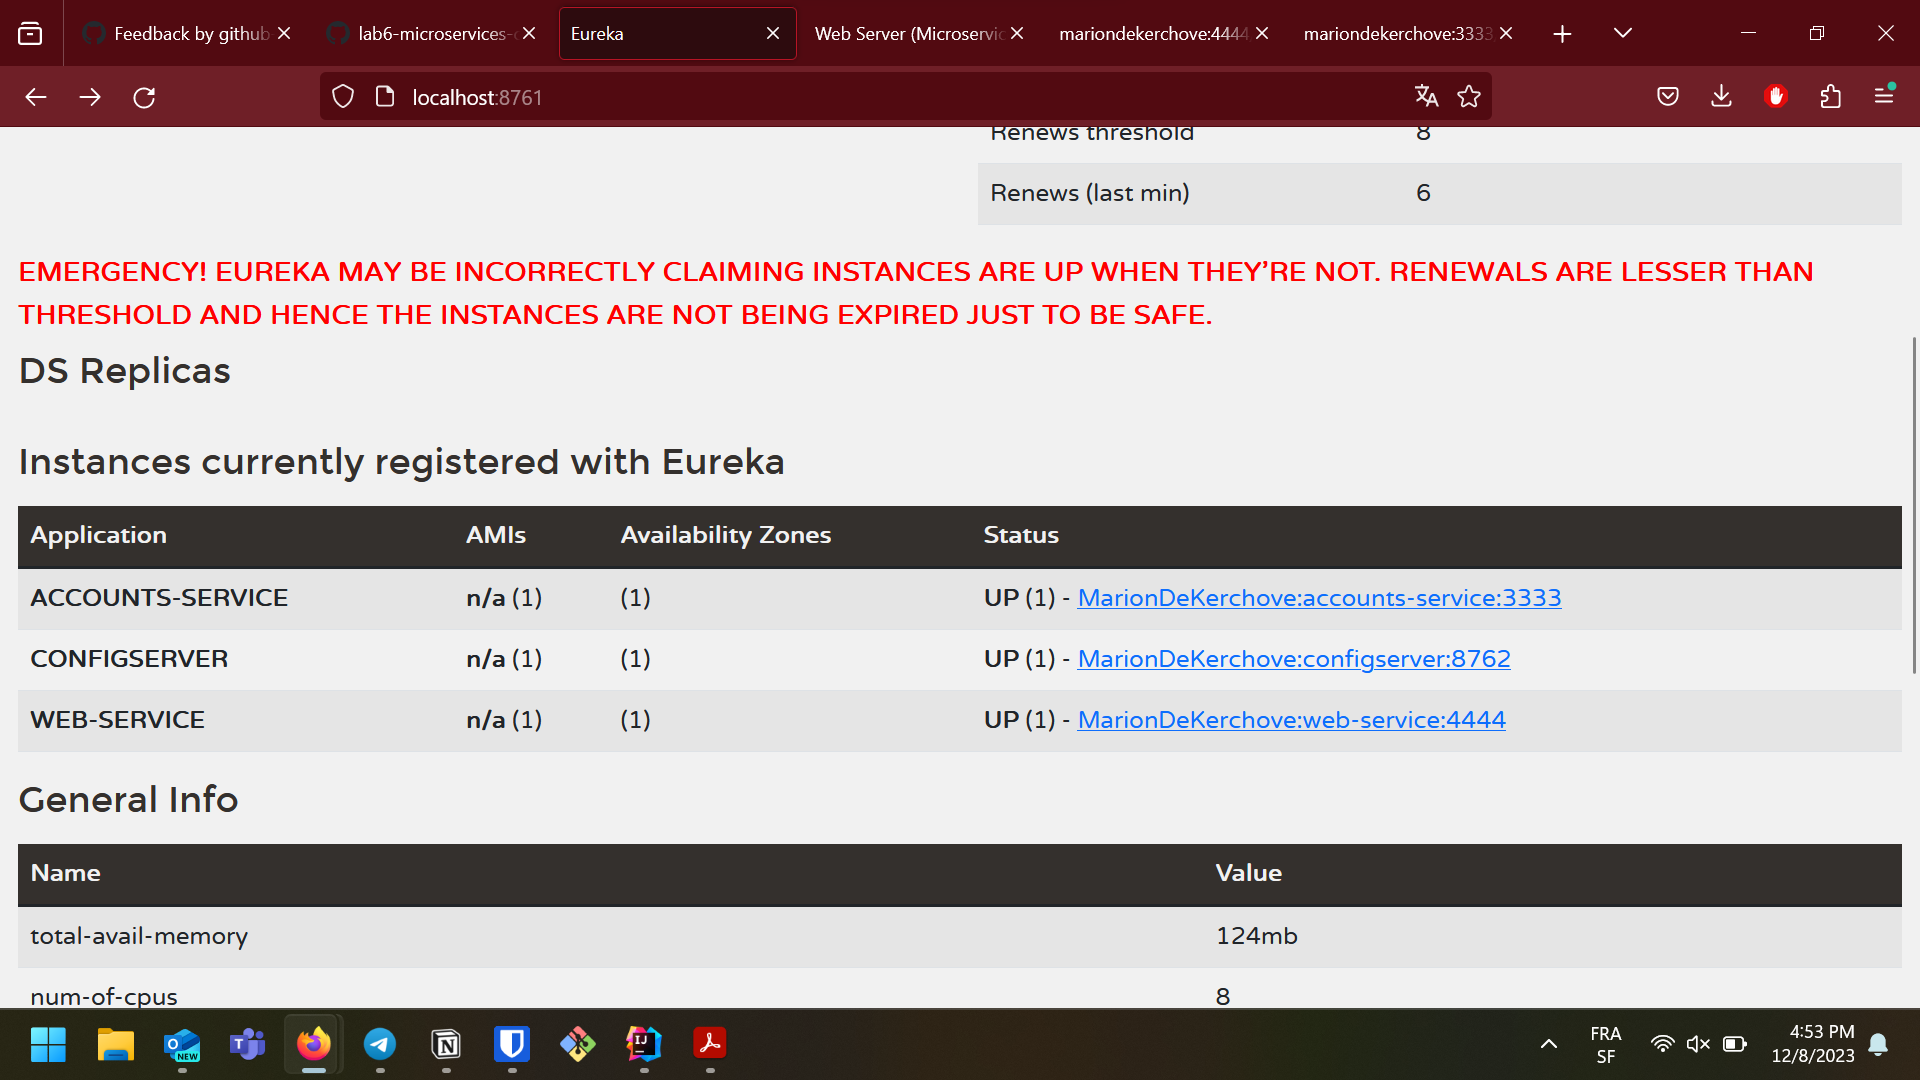 Feedback by github
lab6-microservices-
Eureka
Web Server (Microservic
mariondekerchove:4444
mariondekerchove:3333
localhost:8761
Renews threshold 8
Renews (last min) 6
EMERGENCY! EUREKA MAY BE INCORRECTLY CLAIMING INSTANCES ARE UP WHEN THEY'RE NOT. RENEWALS ARE LESSER THAN
THRESHOLD AND HENCE THE INSTANCES ARE NOT BEING EXPIRED JUST TO BE SAFE.
DS Replicas
Instances currently registered with Eureka
Application AMIs Availability Zones Status
ACCOUNTS-SERVICE n/a (1) (1) UP (1) - MarionDeKerchove:accounts-service:3333
CONFIGSERVER n/a (1) (1) UP (1) - MarionDeKerchove:configserver:8762
WEB-SERVICE n/a (1) (1) UP (1) - MarionDeKerchove:web-service:4444
General Info
Name Value
total-avail-memory 124mb
num-of-cpus 8
NEW
FRA
SF
4:53 PM
12/8/2023